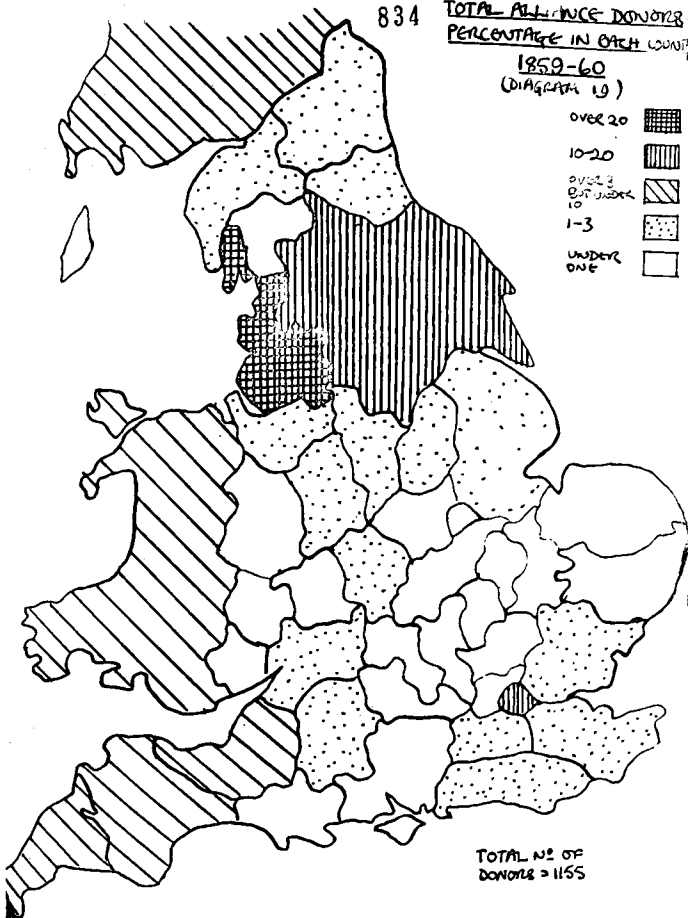 834
TOTAL ALLIANCE DONORS
PERCENTAGE IN EACH COUNT
1859-60
(DIAGRAM 19)
OVER 20
10-20
OVER 3
BUT UNDER
10
1-3
UNDER
ONE
TOTAL Nº OF
DONORS = 1155